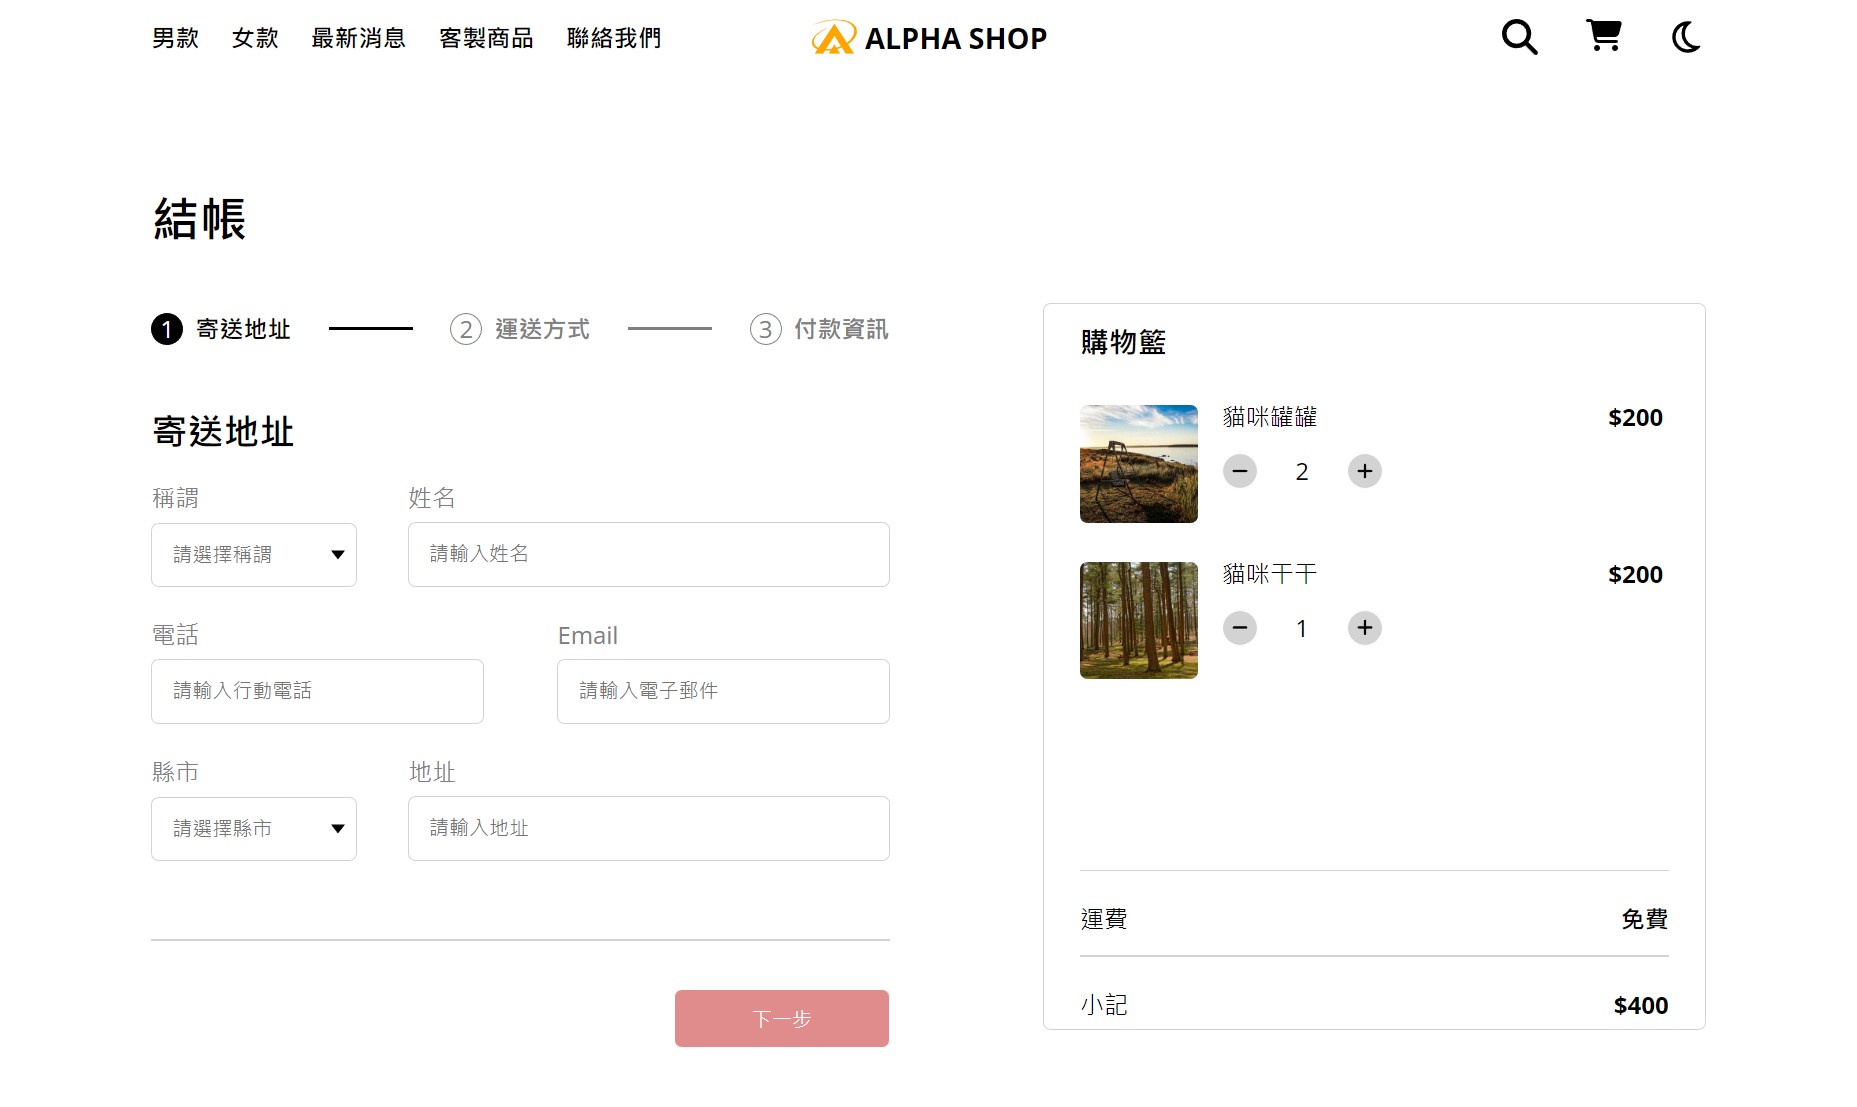 男款 女款 最新消息 客製商品 聯絡我們 ALPHA SHOP
結帳
1 寄送地址 2 運送方式 3 付款資訊
寄送地址
稱謂 姓名
請選擇稱謂 請輸入姓名
電話 Email
請輸入行動電話 請輸入電子郵件
縣市 地址
請選擇縣市 請輸入地址
下一步
購物籃
貓咪罐罐 $200
2
貓咪干干 $200
1
運費 免費
小記 $400